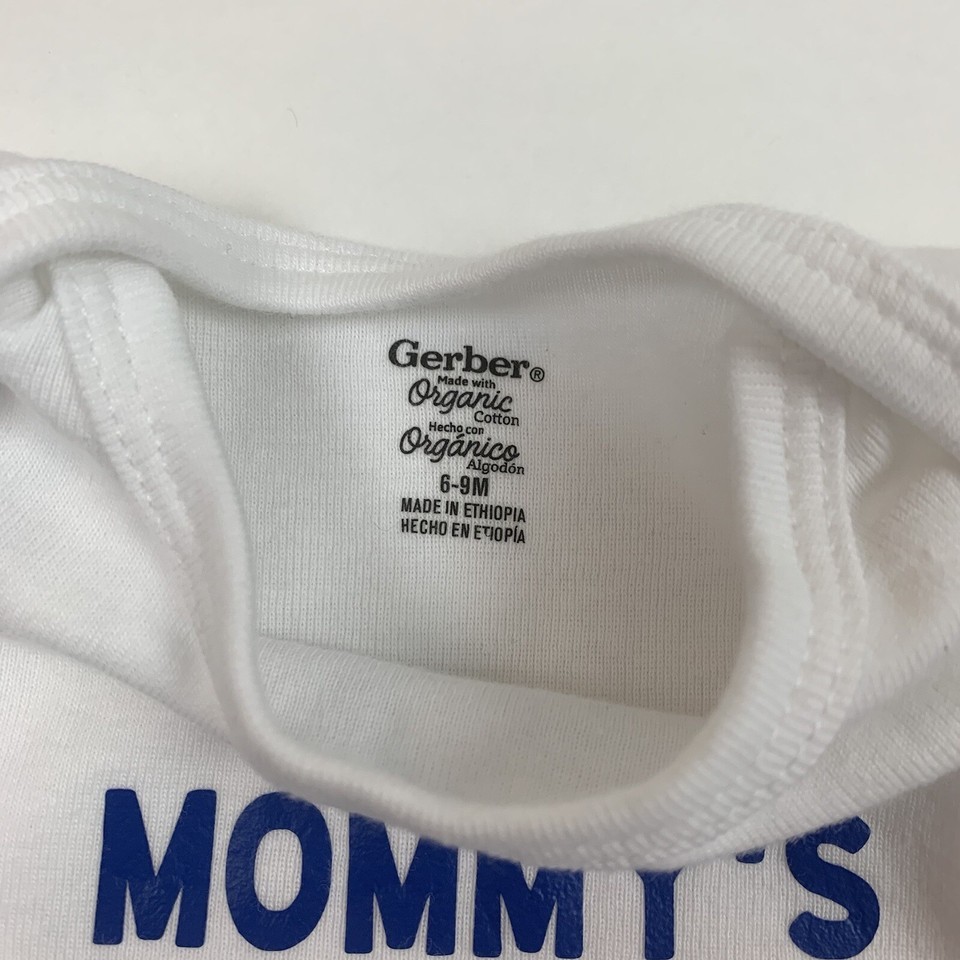 Gerber®
Made with
Organic
Cotton
Hecho con
Orgánico
Algodón
6-9M
MADE IN ETHIOPIA
HECHO EN ETIOPÍA
MOMMY'S